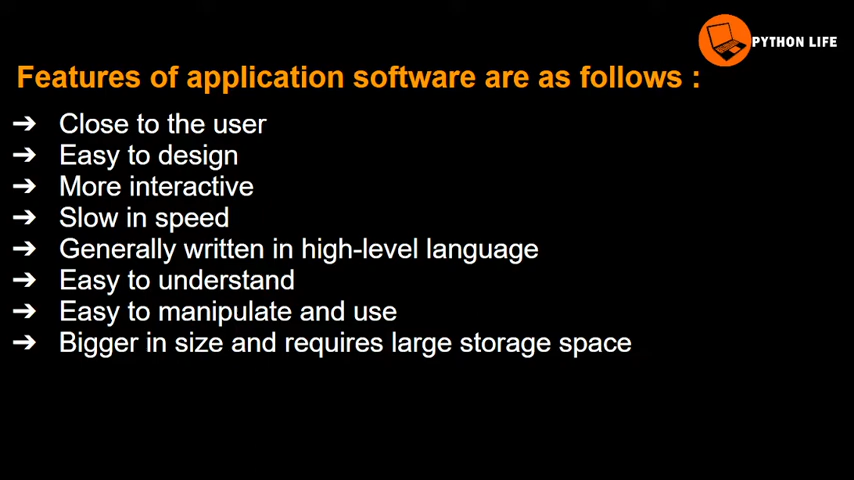 PYTHON LIFE
Features of application software are as follows :
➔ Close to the user
➔ Easy to design
➔ More interactive
➔ Slow in speed
➔ Generally written in high-level language
➔ Easy to understand
➔ Easy to manipulate and use
➔ Bigger in size and requires large storage space